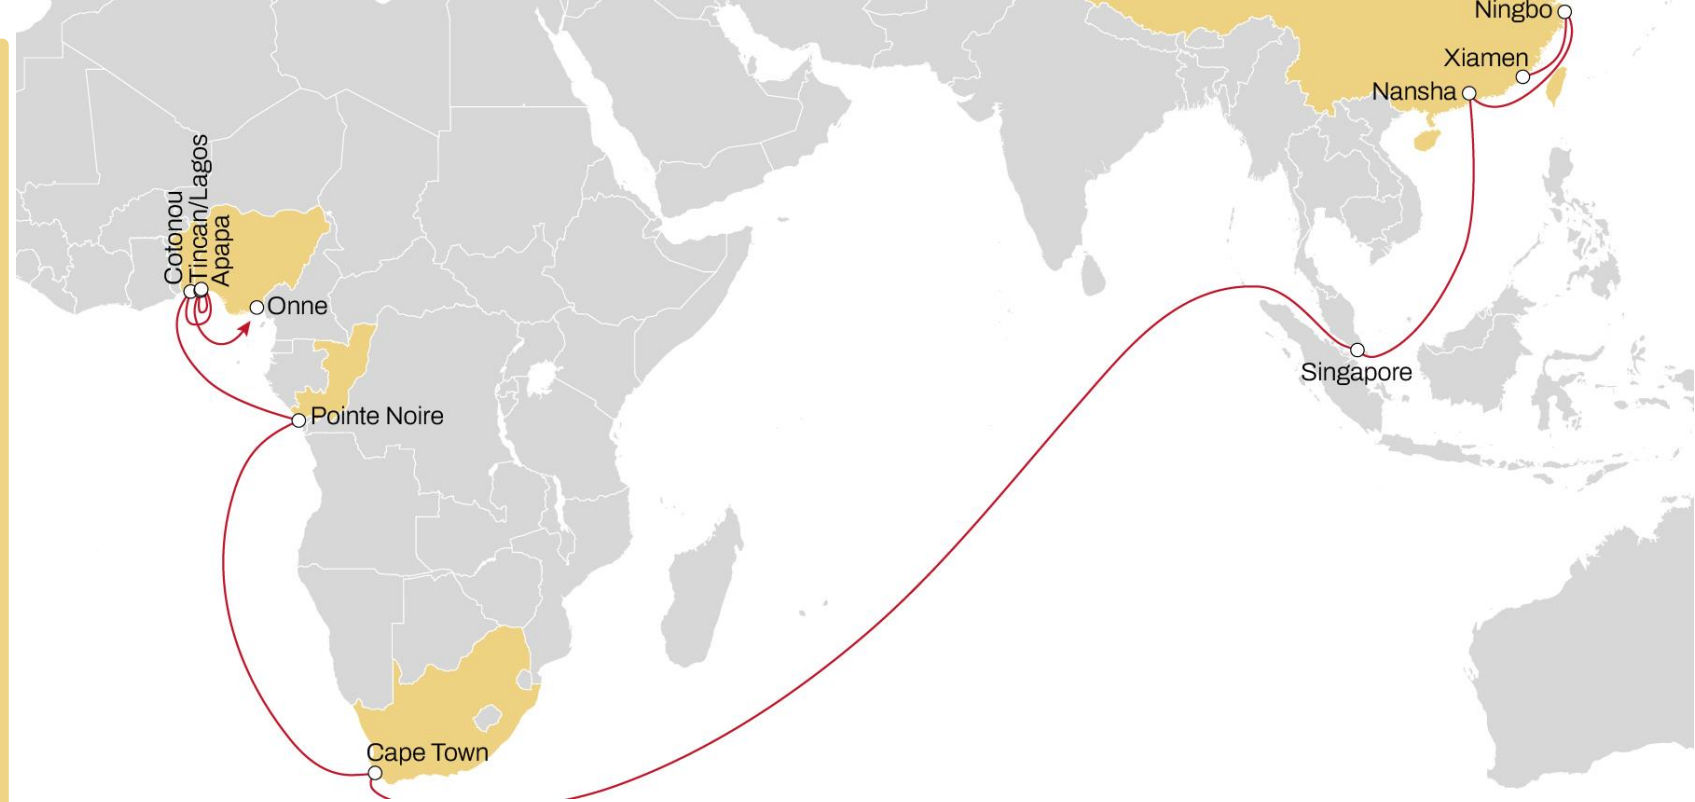 Ningbo
Xiamen
Nansha
Cotonou
Tincan/Lagos
Apapa
Onne
Singapore
Pointe Noire
Cape Town